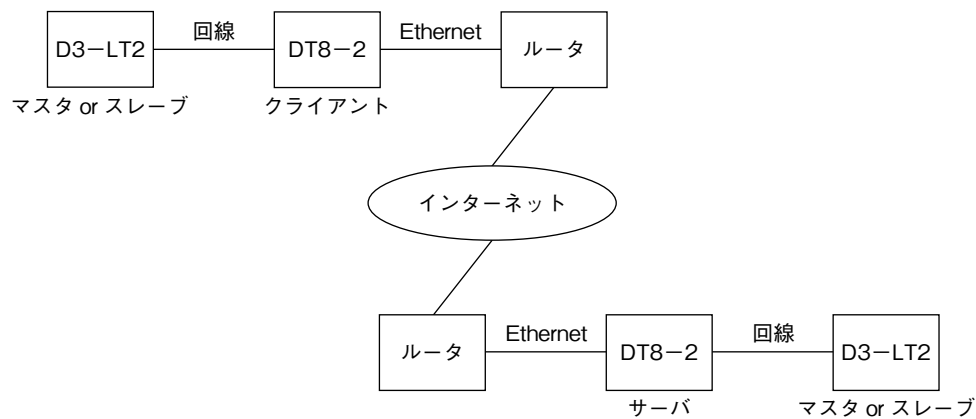 回線
Ethernet
D3−LT2
DT8−2
ルータ
マスタ or スレーブ
クライアント
インターネット
Ethernet
回線
ルータ
DT8−2
D3−LT2
サーバ
マスタ or スレーブ